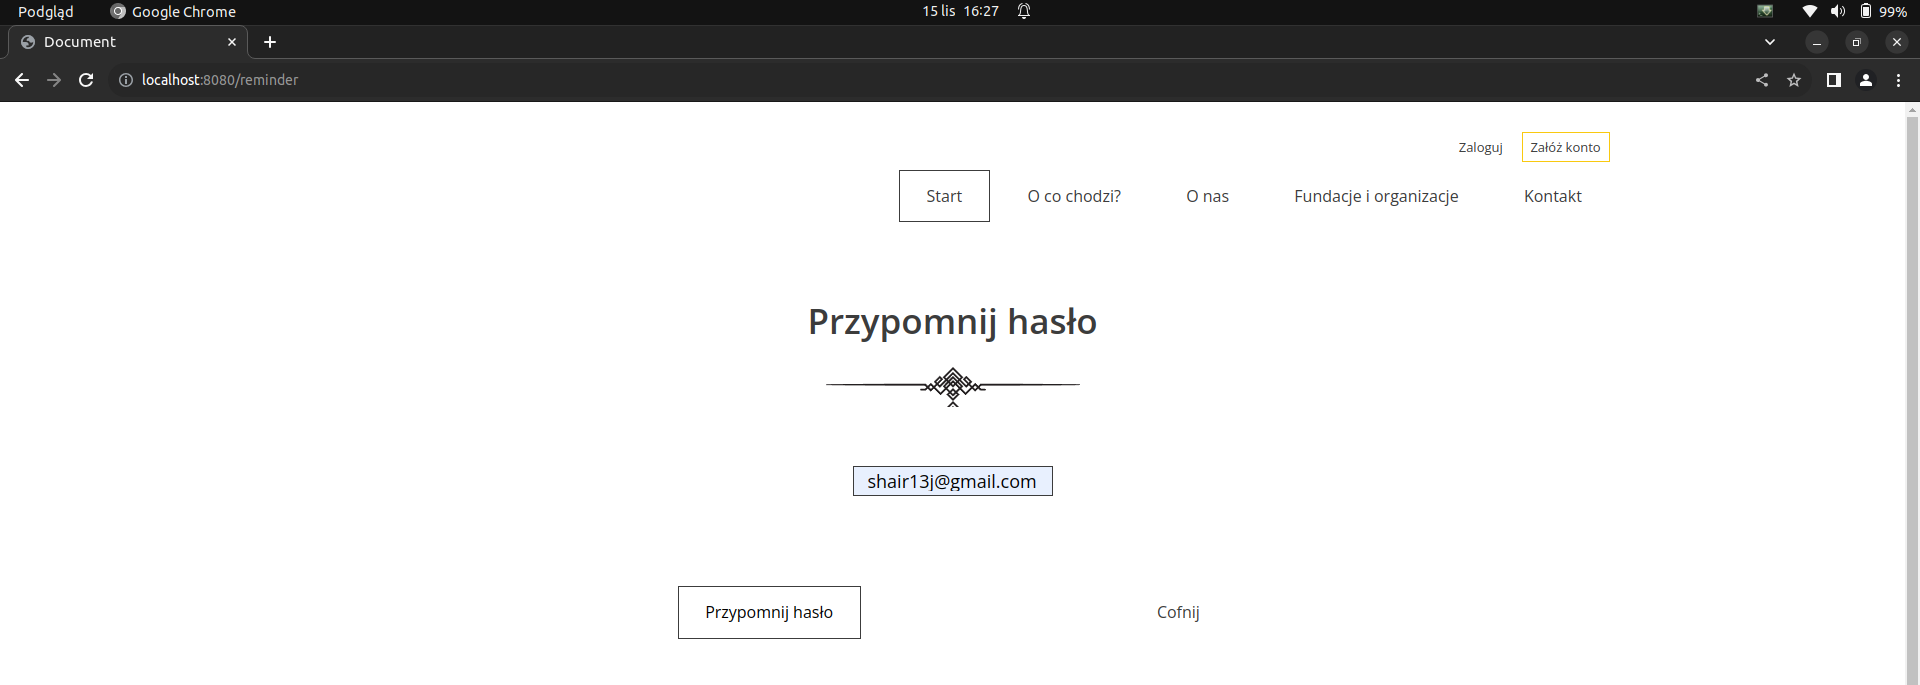 Podgląd Google Chrome 15 lis 16:27 99%
Document
localhost:8080/reminder
Zaloguj Załóż konto
Start O co chodzi? O nas Fundacje i organizacje Kontakt
Przypomnij hasło
shair13j@gmail.com
Przypomnij hasło Cofnij